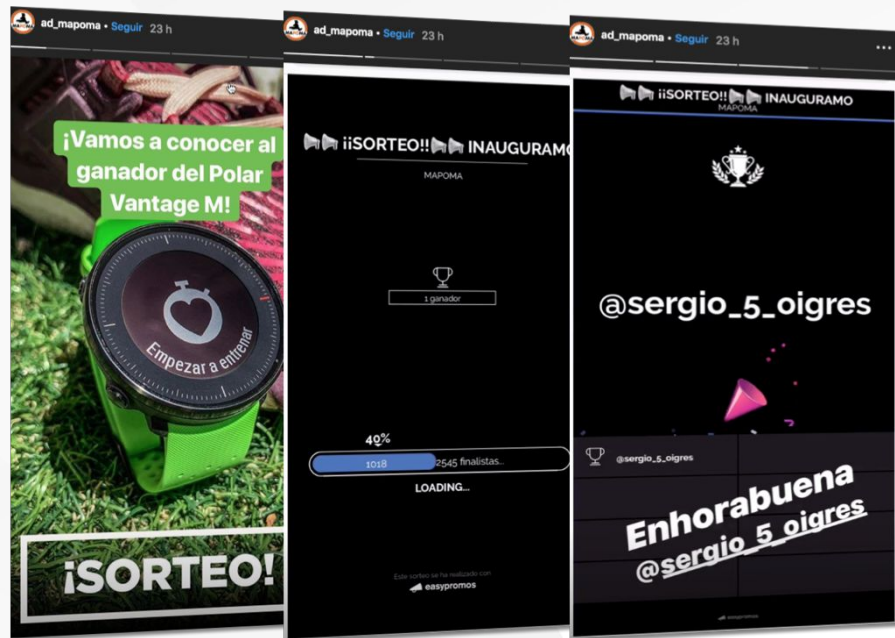 ad_mapoma • Seguir 23 h
¡Vamos a conocer al
ganador del Polar
Vantage M!
Empezar a entrenar
¡SORTEO!
ad_mapoma • Seguir 23 h
¡¡SORTEO!! INAUGURAMO
MAPOMA
1 ganador
40%
1018 2545 finalistas...
LOADING...
Este sorteo se ha realizado con
easypromos
ad_mapoma • Seguir 23 h
¡¡SORTEO!! INAUGURAMO
MAPOMA
@sergio_5_oigres
@sergio_5_oigres
Enhorabuena
@sergio_5_oigres
easypromos